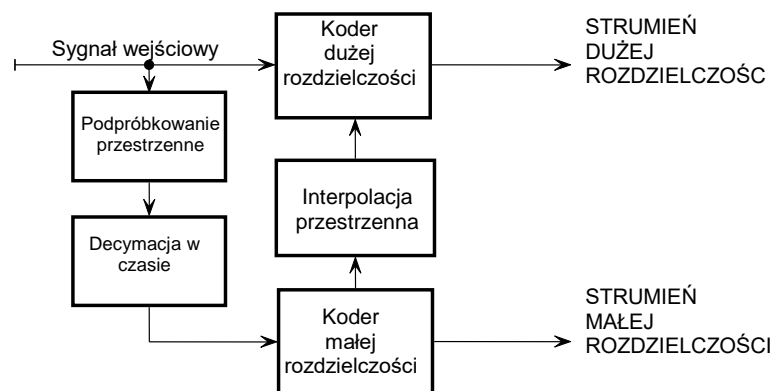 Sygnał wejściowy
Koder
dużej
rozdzielczości
STRUMIEŃ
DUŻEJ
ROZDZIELCZOŚC
Podpróbkowanie
przestrzenne
Interpolacja
przestrzenna
Decymacja w
czasie
Koder
małej
rozdzielczości
STRUMIEŃ
MAŁEJ
ROZDZIELCZOŚCI